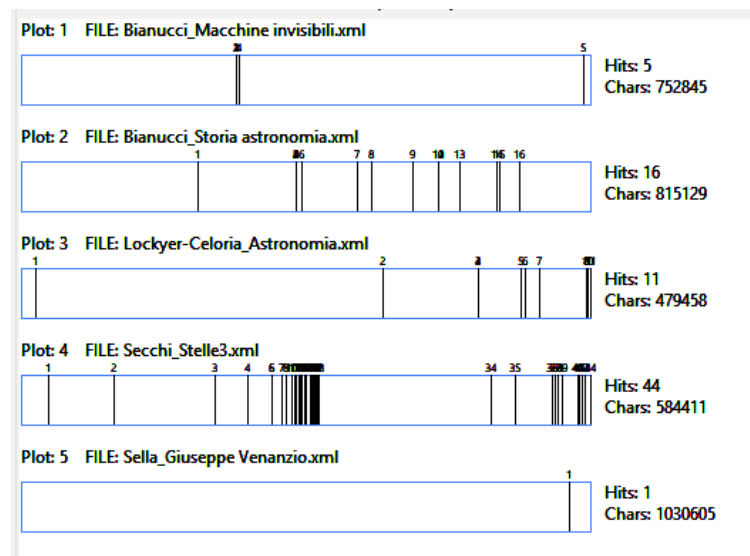 Plot: 1 FILE: Bianucci_Macchine invisibili.xml
5
Hits: 5
Chars: 752845
Plot: 2 FILE: Bianucci_Storia astronomia.xml
1 7 8 9 13 16
Hits: 16
Chars: 815129
Plot: 3 FILE: Lockyer-Celoria_Astronomia.xml
1 2 7
Hits: 11
Chars: 479458
Plot: 4 FILE: Secchi_Stelle3.xml
1 2 3 4 34 35
Hits: 44
Chars: 584411
Plot: 5 FILE: Sella_Giuseppe Venanzio.xml
1
Hits: 1
Chars: 1030605